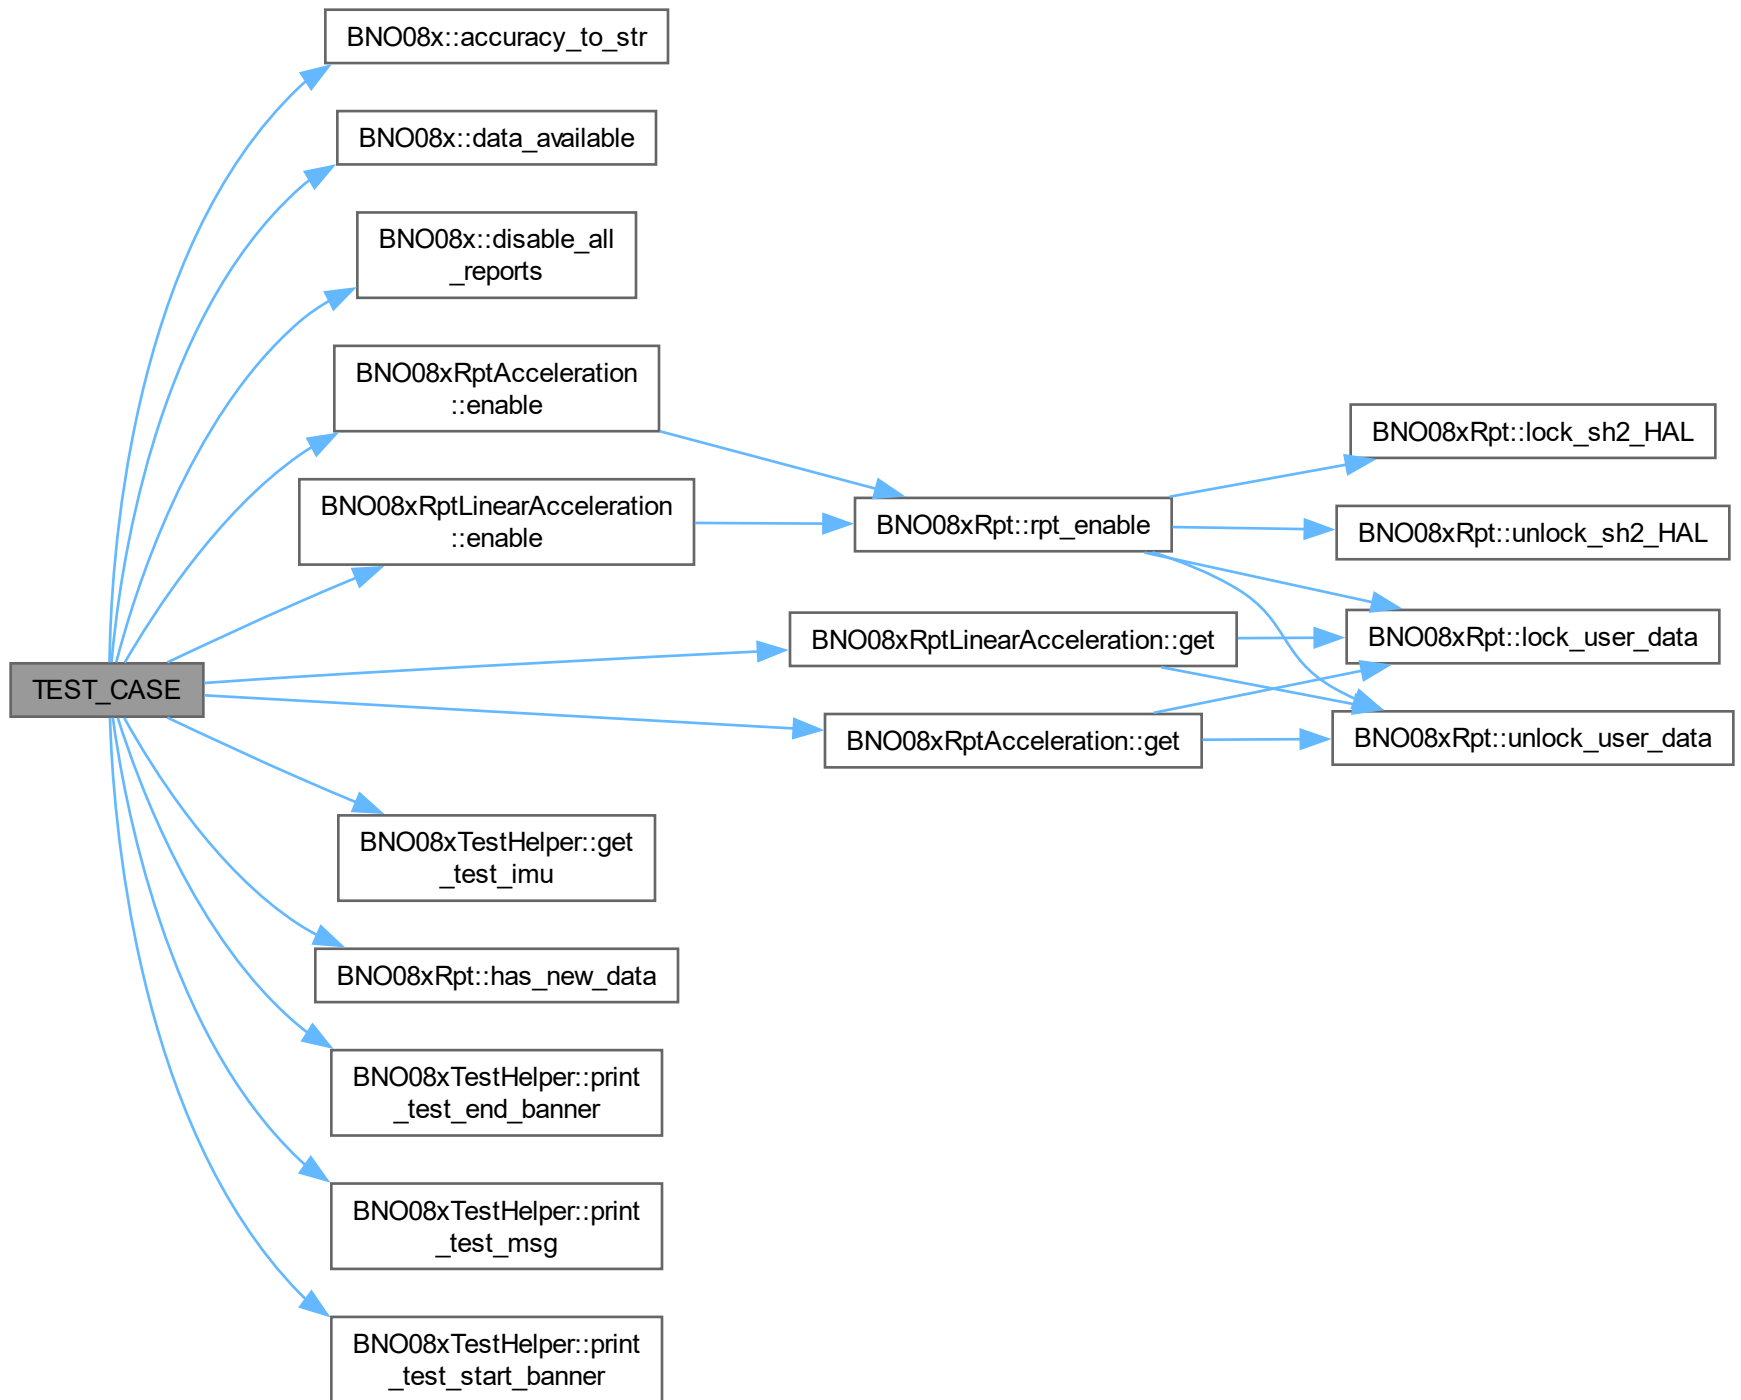 BNO08x::accuracy_to_str
BNO08x::data_available
BNO08x::disable_all
_reports
BNO08xRptAcceleration
::enable
BNO08xRptLinearAcceleration
::enable
TEST_CASE
BNO08xRpt::rpt_enable
BNO08xRpt::lock_sh2_HAL
BNO08xRpt::unlock_sh2_HAL
BNO08xRptLinearAcceleration::get
BNO08xRpt::lock_user_data
BNO08xRptAcceleration::get
BNO08xRpt::unlock_user_data
BNO08xTestHelper::get
_test_imu
BNO08xRpt::has_new_data
BNO08xTestHelper::print
_test_end_banner
BNO08xTestHelper::print
_test_msg
BNO08xTestHelper::print
_test_start_banner